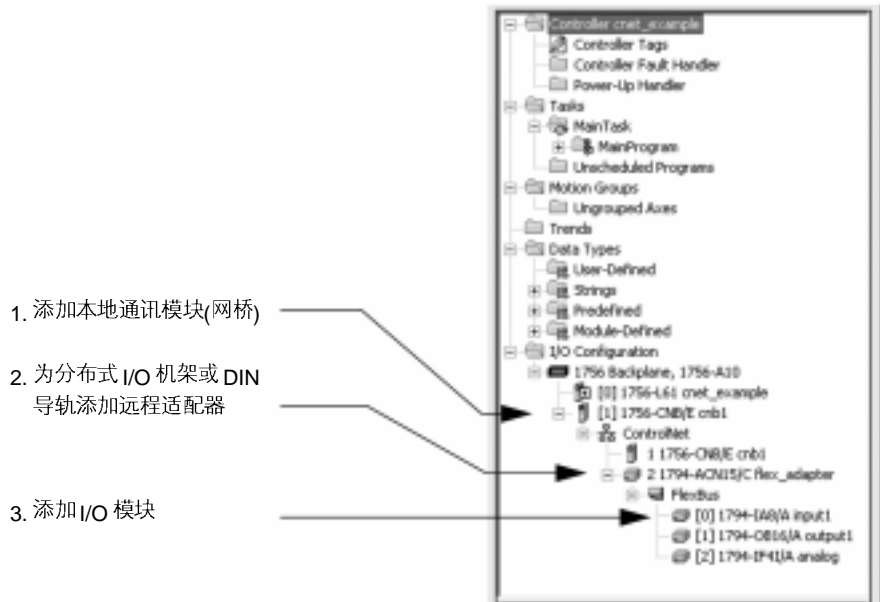 1. 添加本地通讯模块(网桥)
2. 为分布式 I/O 机架或 DIN
导轨添加远程适配器
3. 添加 I/O 模块
Controller cnet_example
Controller Tags
Controller Fault Handler
Power-Up Handler
Tasks
MainTask
MainProgram
Unscheduled Programs
Motion Groups
Ungrouped Axes
Trends
Data Types
User-Defined
Strings
Predefined
Module-Defined
I/O Configuration
1756 Backplane, 1756-A10
[0] 1756-L61 cnet_example
[1] 1756-CNB/E cnb1
ControlNet
1 1756-CNB/E cnb1
2 1794-ACN15/C flex_adapter
FlexBus
[0] 1794-IA8/A input1
[1] 1794-OB16/A output1
[2] 1794-IF4I/A analog